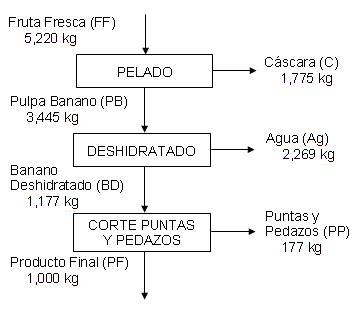 Fruta Fresca (FF)
5,220 kg
PELADO
Cáscara (C)
1,775 kg
Pulpa Banano (PB)
3,445 kg
DESHIDRATADO
Agua (Ag)
2,269 kg
Banano
Deshidratado (BD)
1,177 kg
CORTE PUNTAS
Y PEDAZOS
Puntas y
Pedazos (PP)
177 kg
Producto Final (PF)
1,000 kg